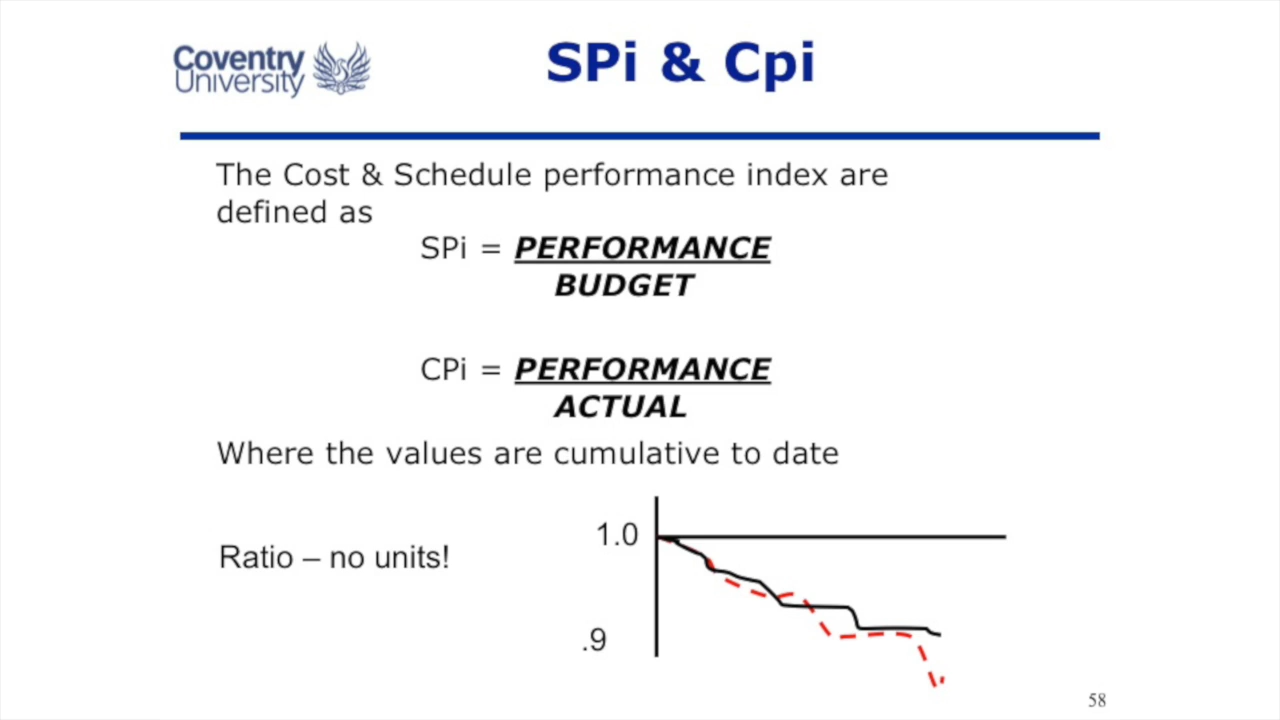 Coventry
University
SPi & Cpi
The Cost & Schedule performance index are
defined as
SPi = PERFORMANCE
BUDGET
CPi = PERFORMANCE
ACTUAL
Where the values are cumulative to date
1.0
Ratio – no units!
.9
58